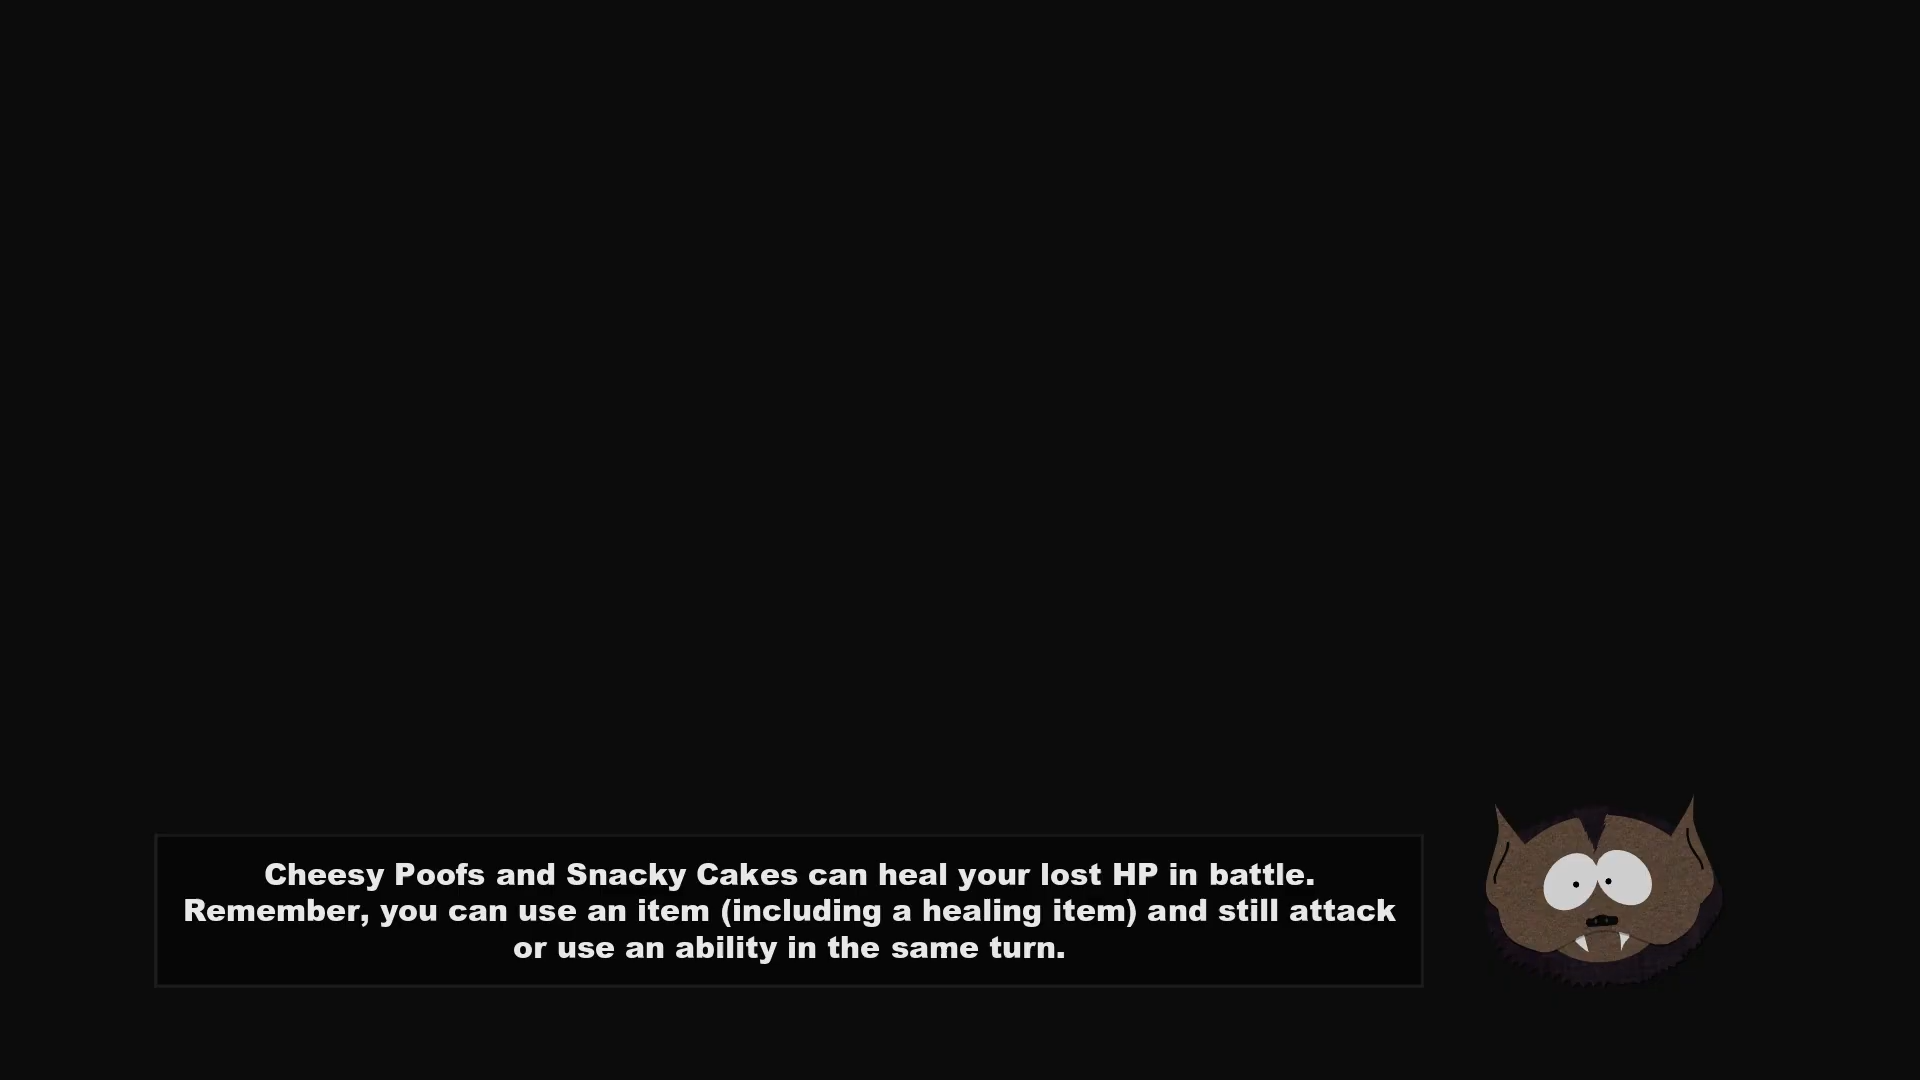 Cheesy Poofs and Snacky Cakes can heal your lost HP in battle.
Remember, you can use an item (including a healing item) and still attack
or use an ability in the same turn.